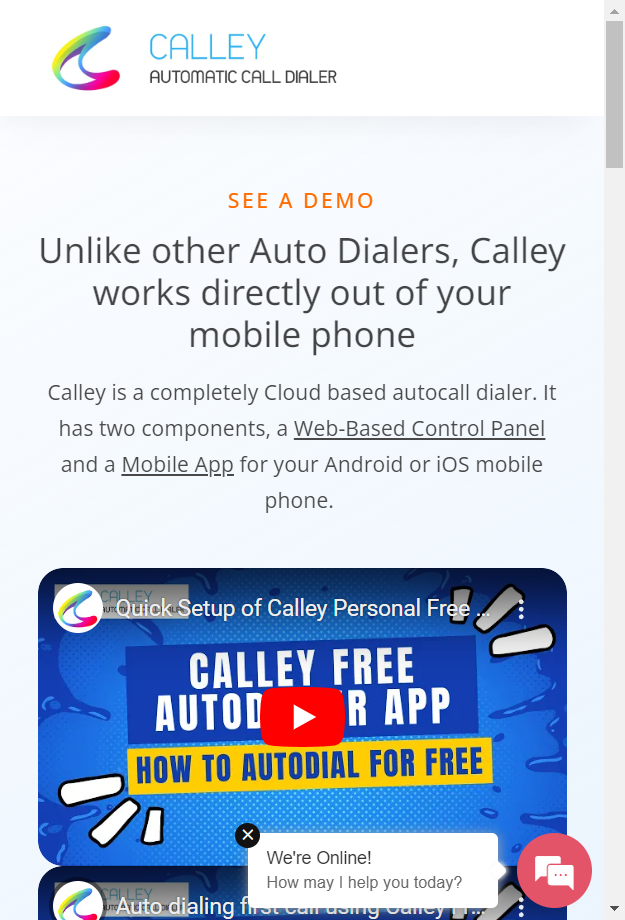 CALLEY
AUTOMATIC CALL DIALER
SEE A DEMO
Unlike other Auto Dialers, Calley
works directly out of your
mobile phone
Calley is a completely Cloud based autocall dialer. It
has two components, a Web-Based Control Panel
and a Mobile App for your Android or iOS mobile
phone.
CALLEY
Quick Setup of Calley Personal Free ...
CALLEY FREE
R APP
HOW TO AUTODIAL FOR FREE
We're Online!
How may I help you today?
CALLEY
Auto dialing first call using Calley